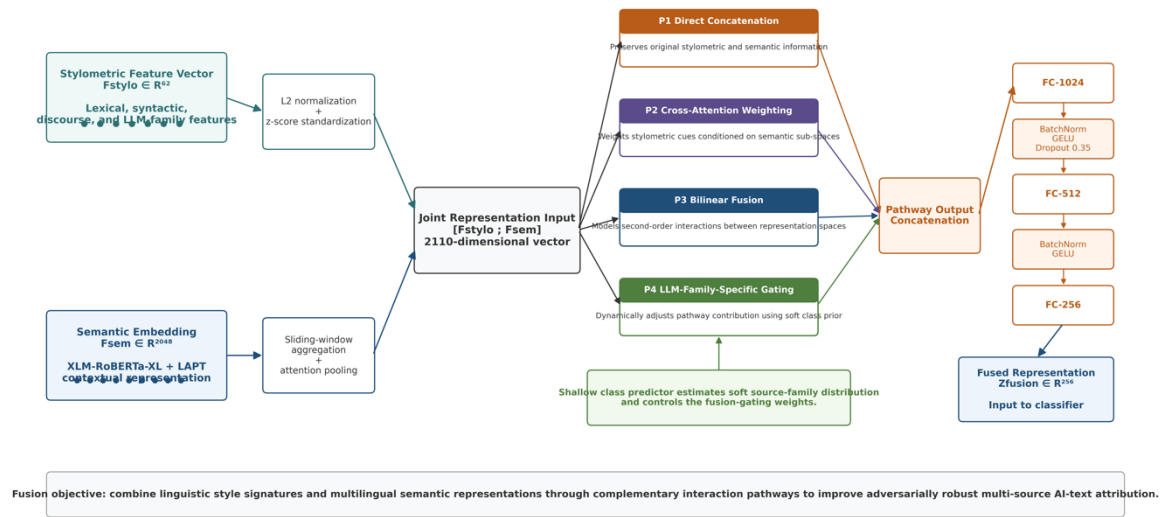 Stylometric Feature Vector
Fstylo ∈ R⁶²
Lexical, syntactic,
discourse, and LLM-family features
L2 normalization
+
z-score standardization
Semantic Embedding
Fsem ∈ R²⁰⁴⁸
XLM-RoBERTa-XL + LAPT
contextual representation
Sliding-window
aggregation
+
attention pooling
Joint Representation Input
[Fstylo ; Fsem]
2110-dimensional vector
P1 Direct Concatenation
Preserves original stylometric and semantic information
P2 Cross-Attention Weighting
Weights stylometric cues conditioned on semantic sub-spaces
P3 Bilinear Fusion
Models second-order interactions between representation spaces
P4 LLM-Family-Specific Gating
Dynamically adjusts pathway contribution using soft class prior
Shallow class predictor estimates soft source-family distribution
and controls the fusion-gating weights.
Pathway Output
Concatenation
FC-1024
BatchNorm
GELU
Dropout 0.35
FC-512
BatchNorm
GELU
FC-256
Fused Representation
Zfusion ∈ R²⁵⁶
Input to classifier
Fusion objective: combine linguistic style signatures and multilingual semantic representations through complementary interaction pathways to improve adversarially robust multi-source AI-text attribution.